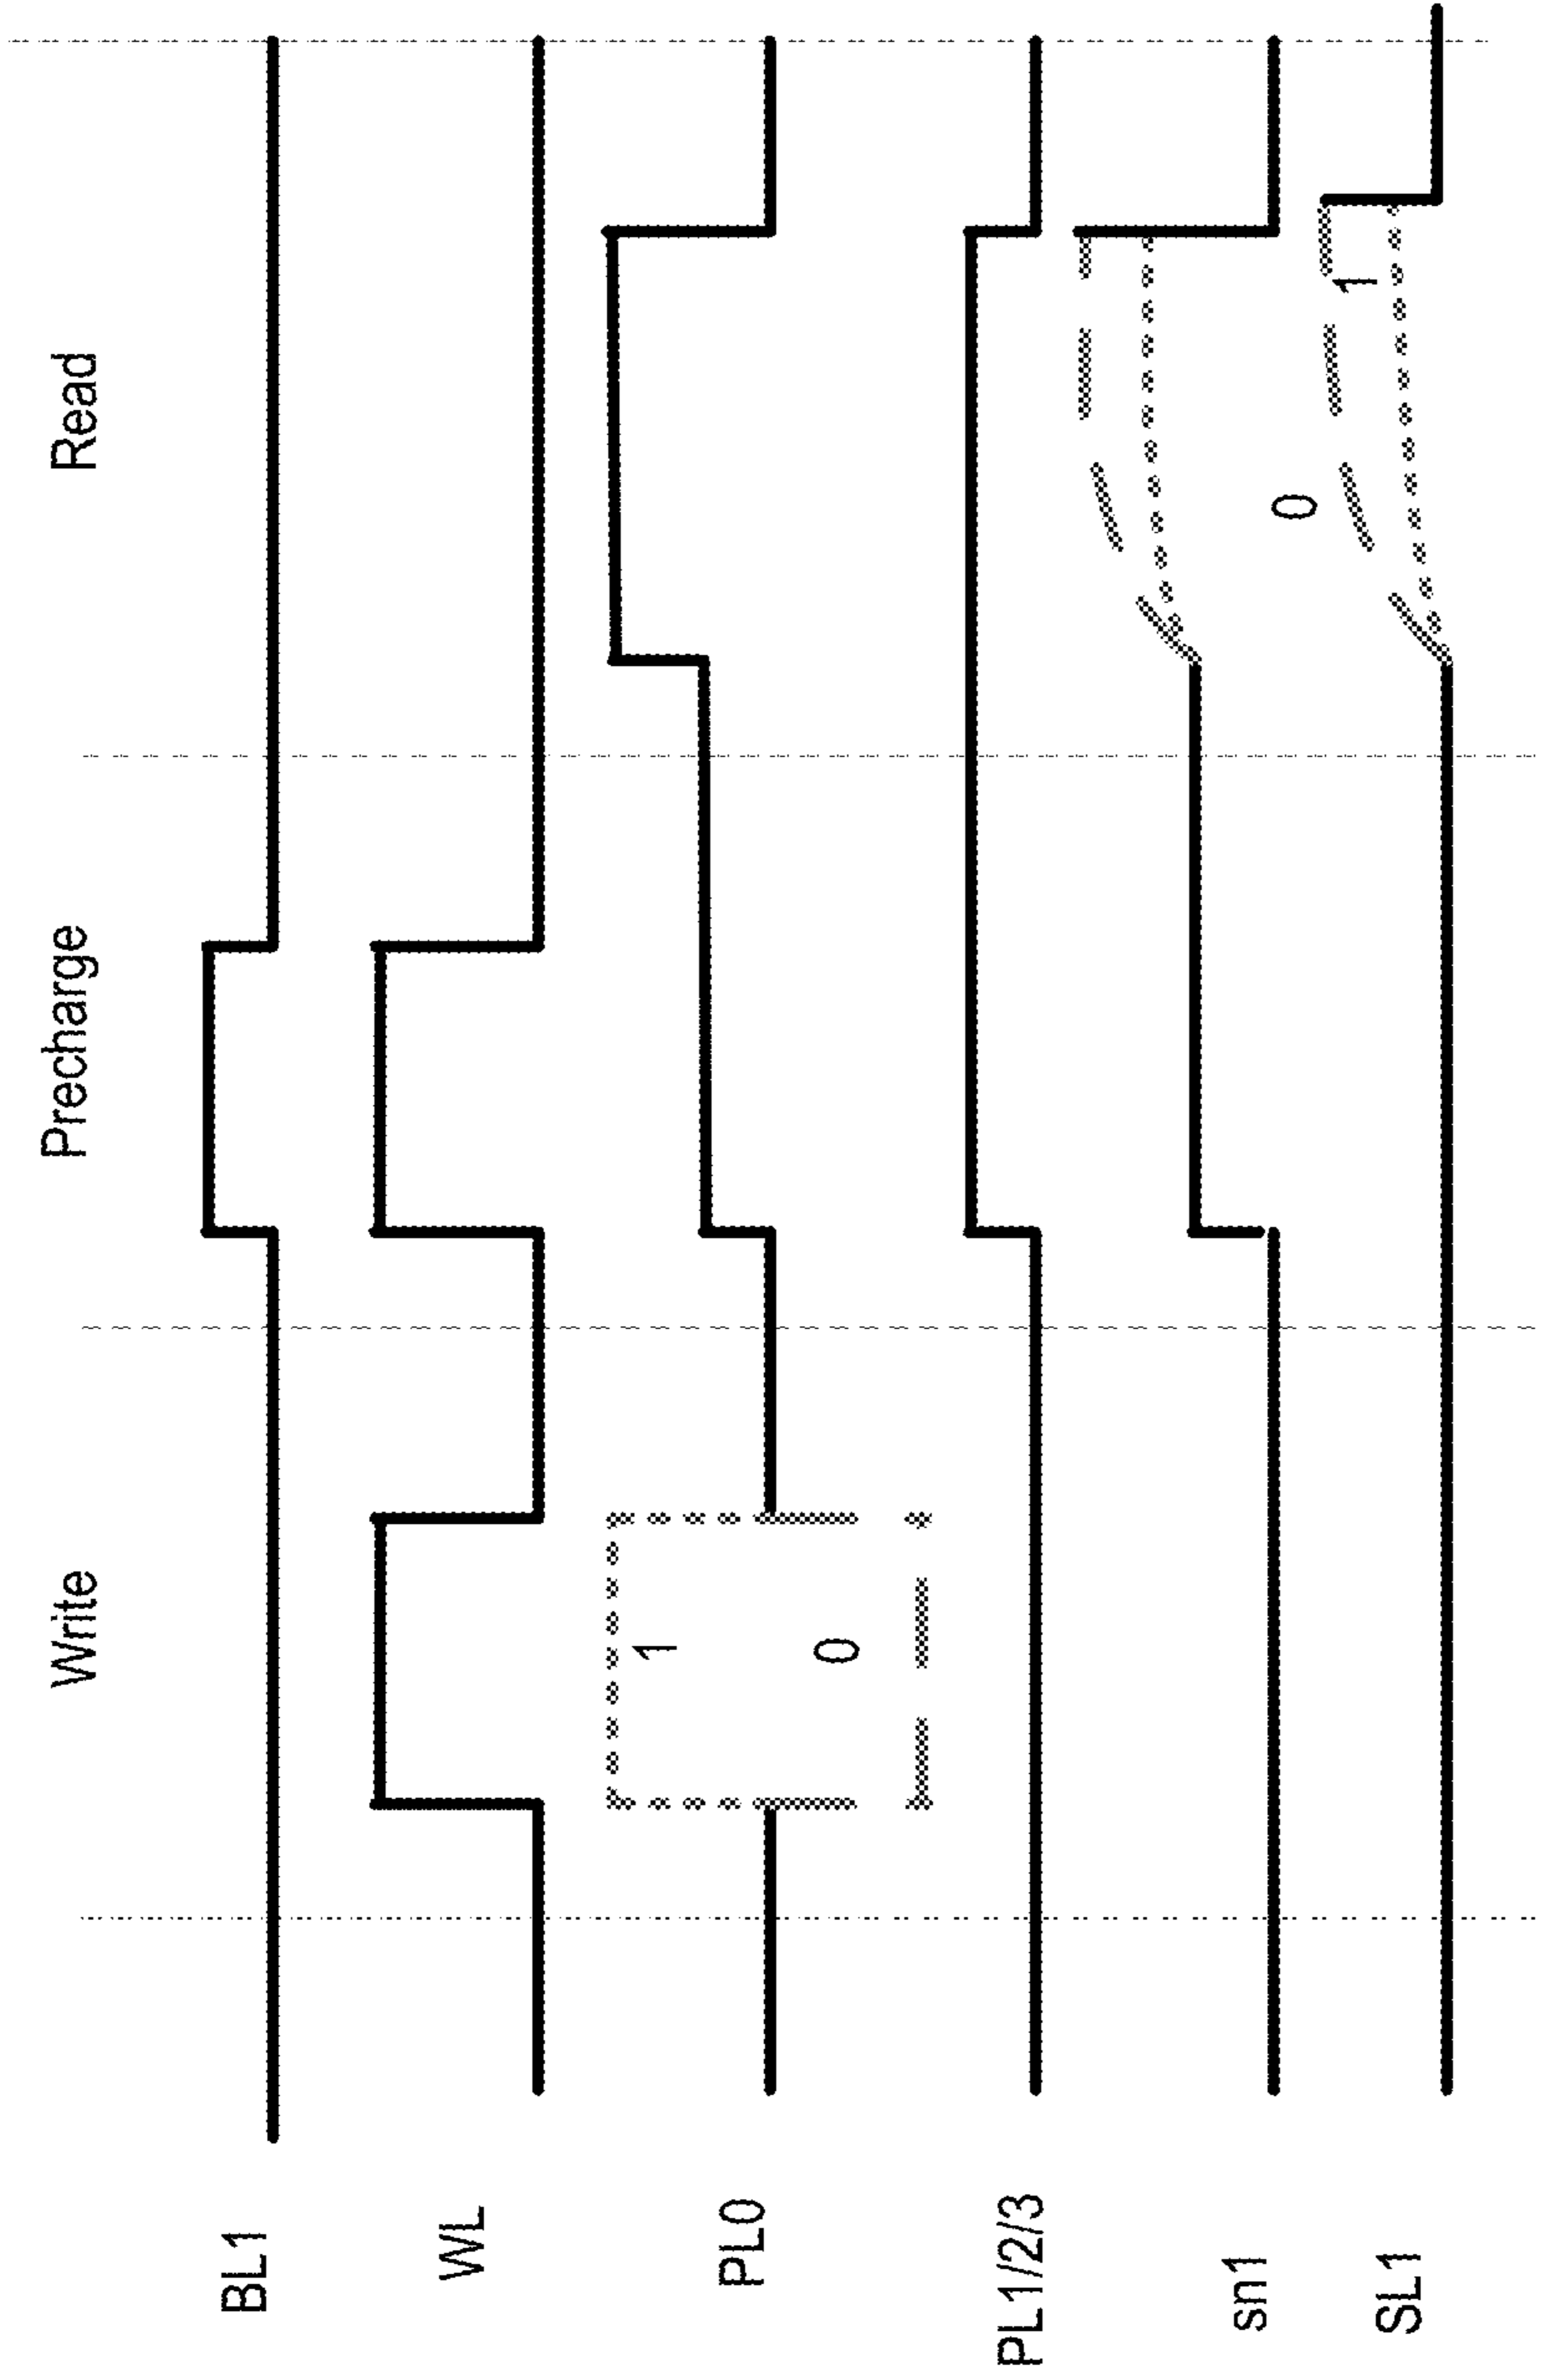 Write Precharge Read
BL1
WL
PL0
1
0
PL1/2/3
sn1
0
SL1
1